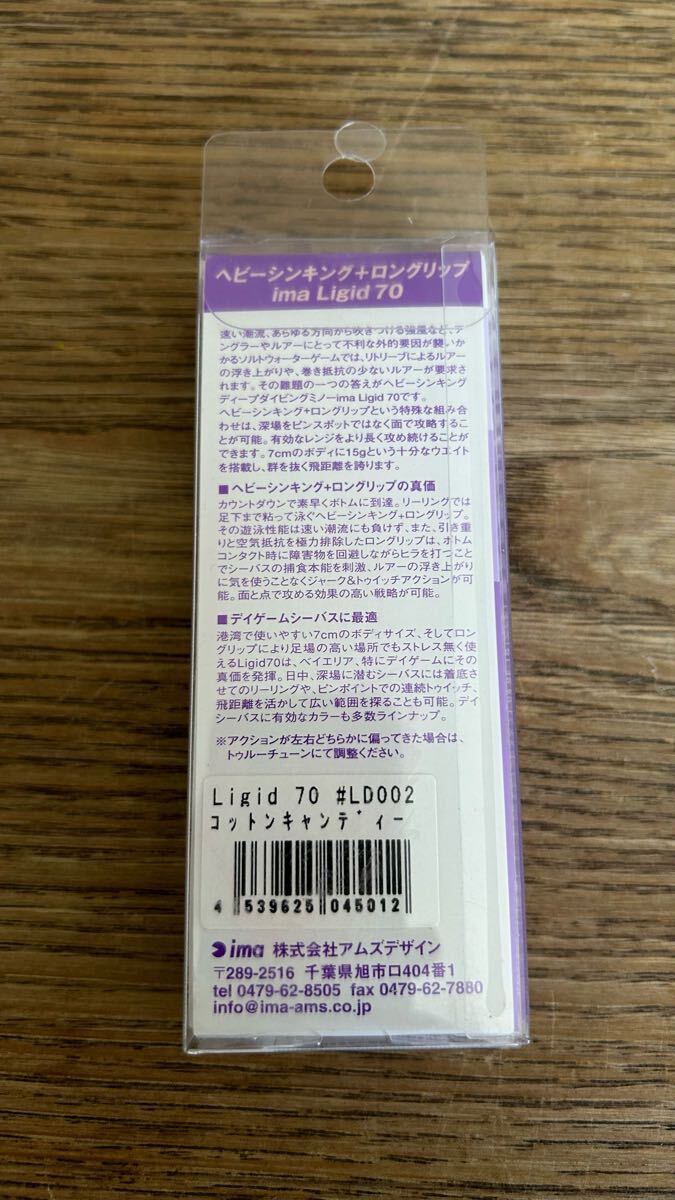 ヘビーシンキング+ロングリップ
ima Ligid 70
速い潮流、あらゆる方向から吹きつける強風など、ア
ングラーやルアーにとって不利な外的要因が襲いか
かるソルトウォーターゲームでは、リトリーブによるルアー
の浮き上がりや、巻き抵抗の少ないルアーが要求さ
れます。その難題の一つの答えがヘビーシンキング
ディープダイビングミノーima Ligid 70です。
ヘビーシンキング+ロングリップという特殊な組み合
わせは、深場をピンスポットではなく面で攻略するこ
とが可能。有効なレンジをより長く攻め続けることが
できます。7cmのボディに15gという十分なウエイト
を搭載し、群を抜く飛距離を誇ります。
■ヘビーシンキング+ロングリップの真価
カウントダウンで素早くボトムに到達。リーリングでは
足下まで粘って泳ぐヘビーシンキング+ロングリップ。
その遊泳性能は速い潮流にも負けず、また、引き重
りと空気抵抗を極力排除したロングリップは、ボトム
コンタクト時に障害物を回避しながらヒラを打つこと
でシーバスの捕食本能を刺激、ルアーの浮き上がり
に気を使うことなくジャーク&トゥイッチアクションが可
能。面と点で攻める効果の高い戦略が可能。
■デイゲームシーバスに最適
港湾で使いやすい7cmのボディサイズ、そしてロン
グリップにより足場の高い場所でもストレス無く使
えるLigid70は、ベイエリア、特にデイゲームにその
真価を発揮。日中、深場に潜むシーバスには着底さ
せてのリーリングや、ピンポイントでの連続トゥイッチ、
飛距離を活かして広い範囲を探ることも可能。デイ
シーバスに有効なカラーも多数ラインナップ。
※アクションが左右どちらかに偏ってきた場合は、
トゥルーチューンにて調整ください。
Ligid 70 #LD002
コットンキャンディー
4 539625 045012
ima 株式会社アムズデザイン
〒289-2516 千葉県旭市ロ404番1
tel 0479-62-8505 fax 0479-62-7880
info@ima-ams.co.jp